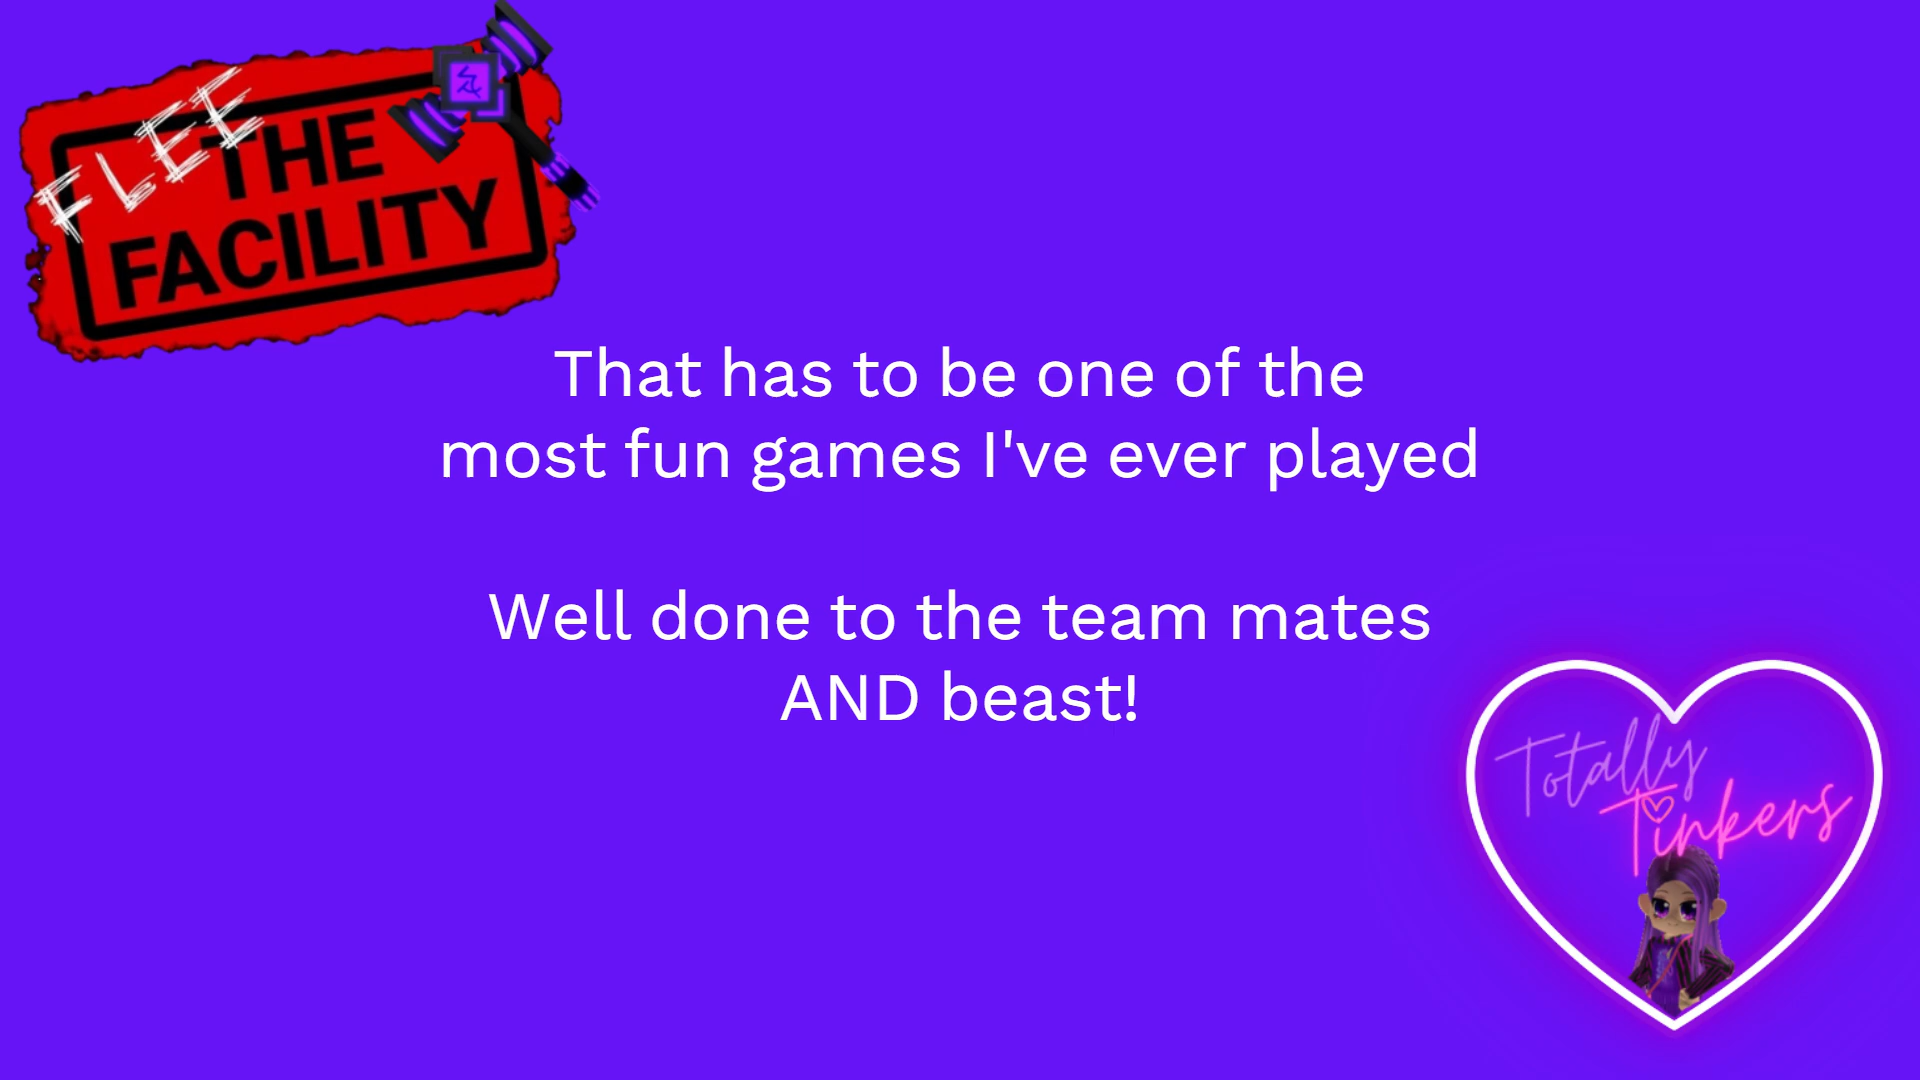 FLEE
THE
FACILITY
That has to be one of the
most fun games I've ever played
Well done to the team mates
AND beast!
Totally
Tinkers